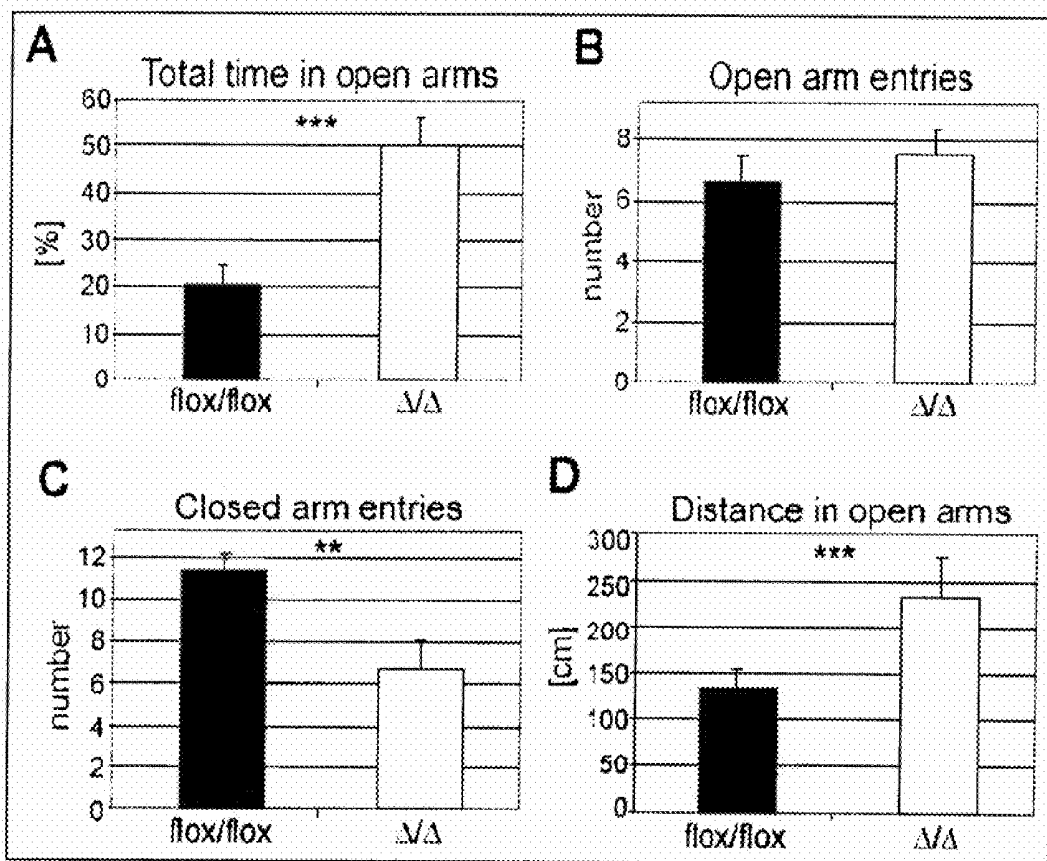 A
Total time in open arms
60
50
40
30
20
10
0
[%]
***
flox/flox
Δ/Δ
B
Open arm entries
8
6
4
2
0
number
flox/flox
Δ/Δ
C
Closed arm entries
12
10
8
6
4
2
0
number
**
flox/flox
Δ/Δ
D
Distance in open arms
300
250
200
150
100
50
0
[cm]
***
flox/flox
Δ/Δ